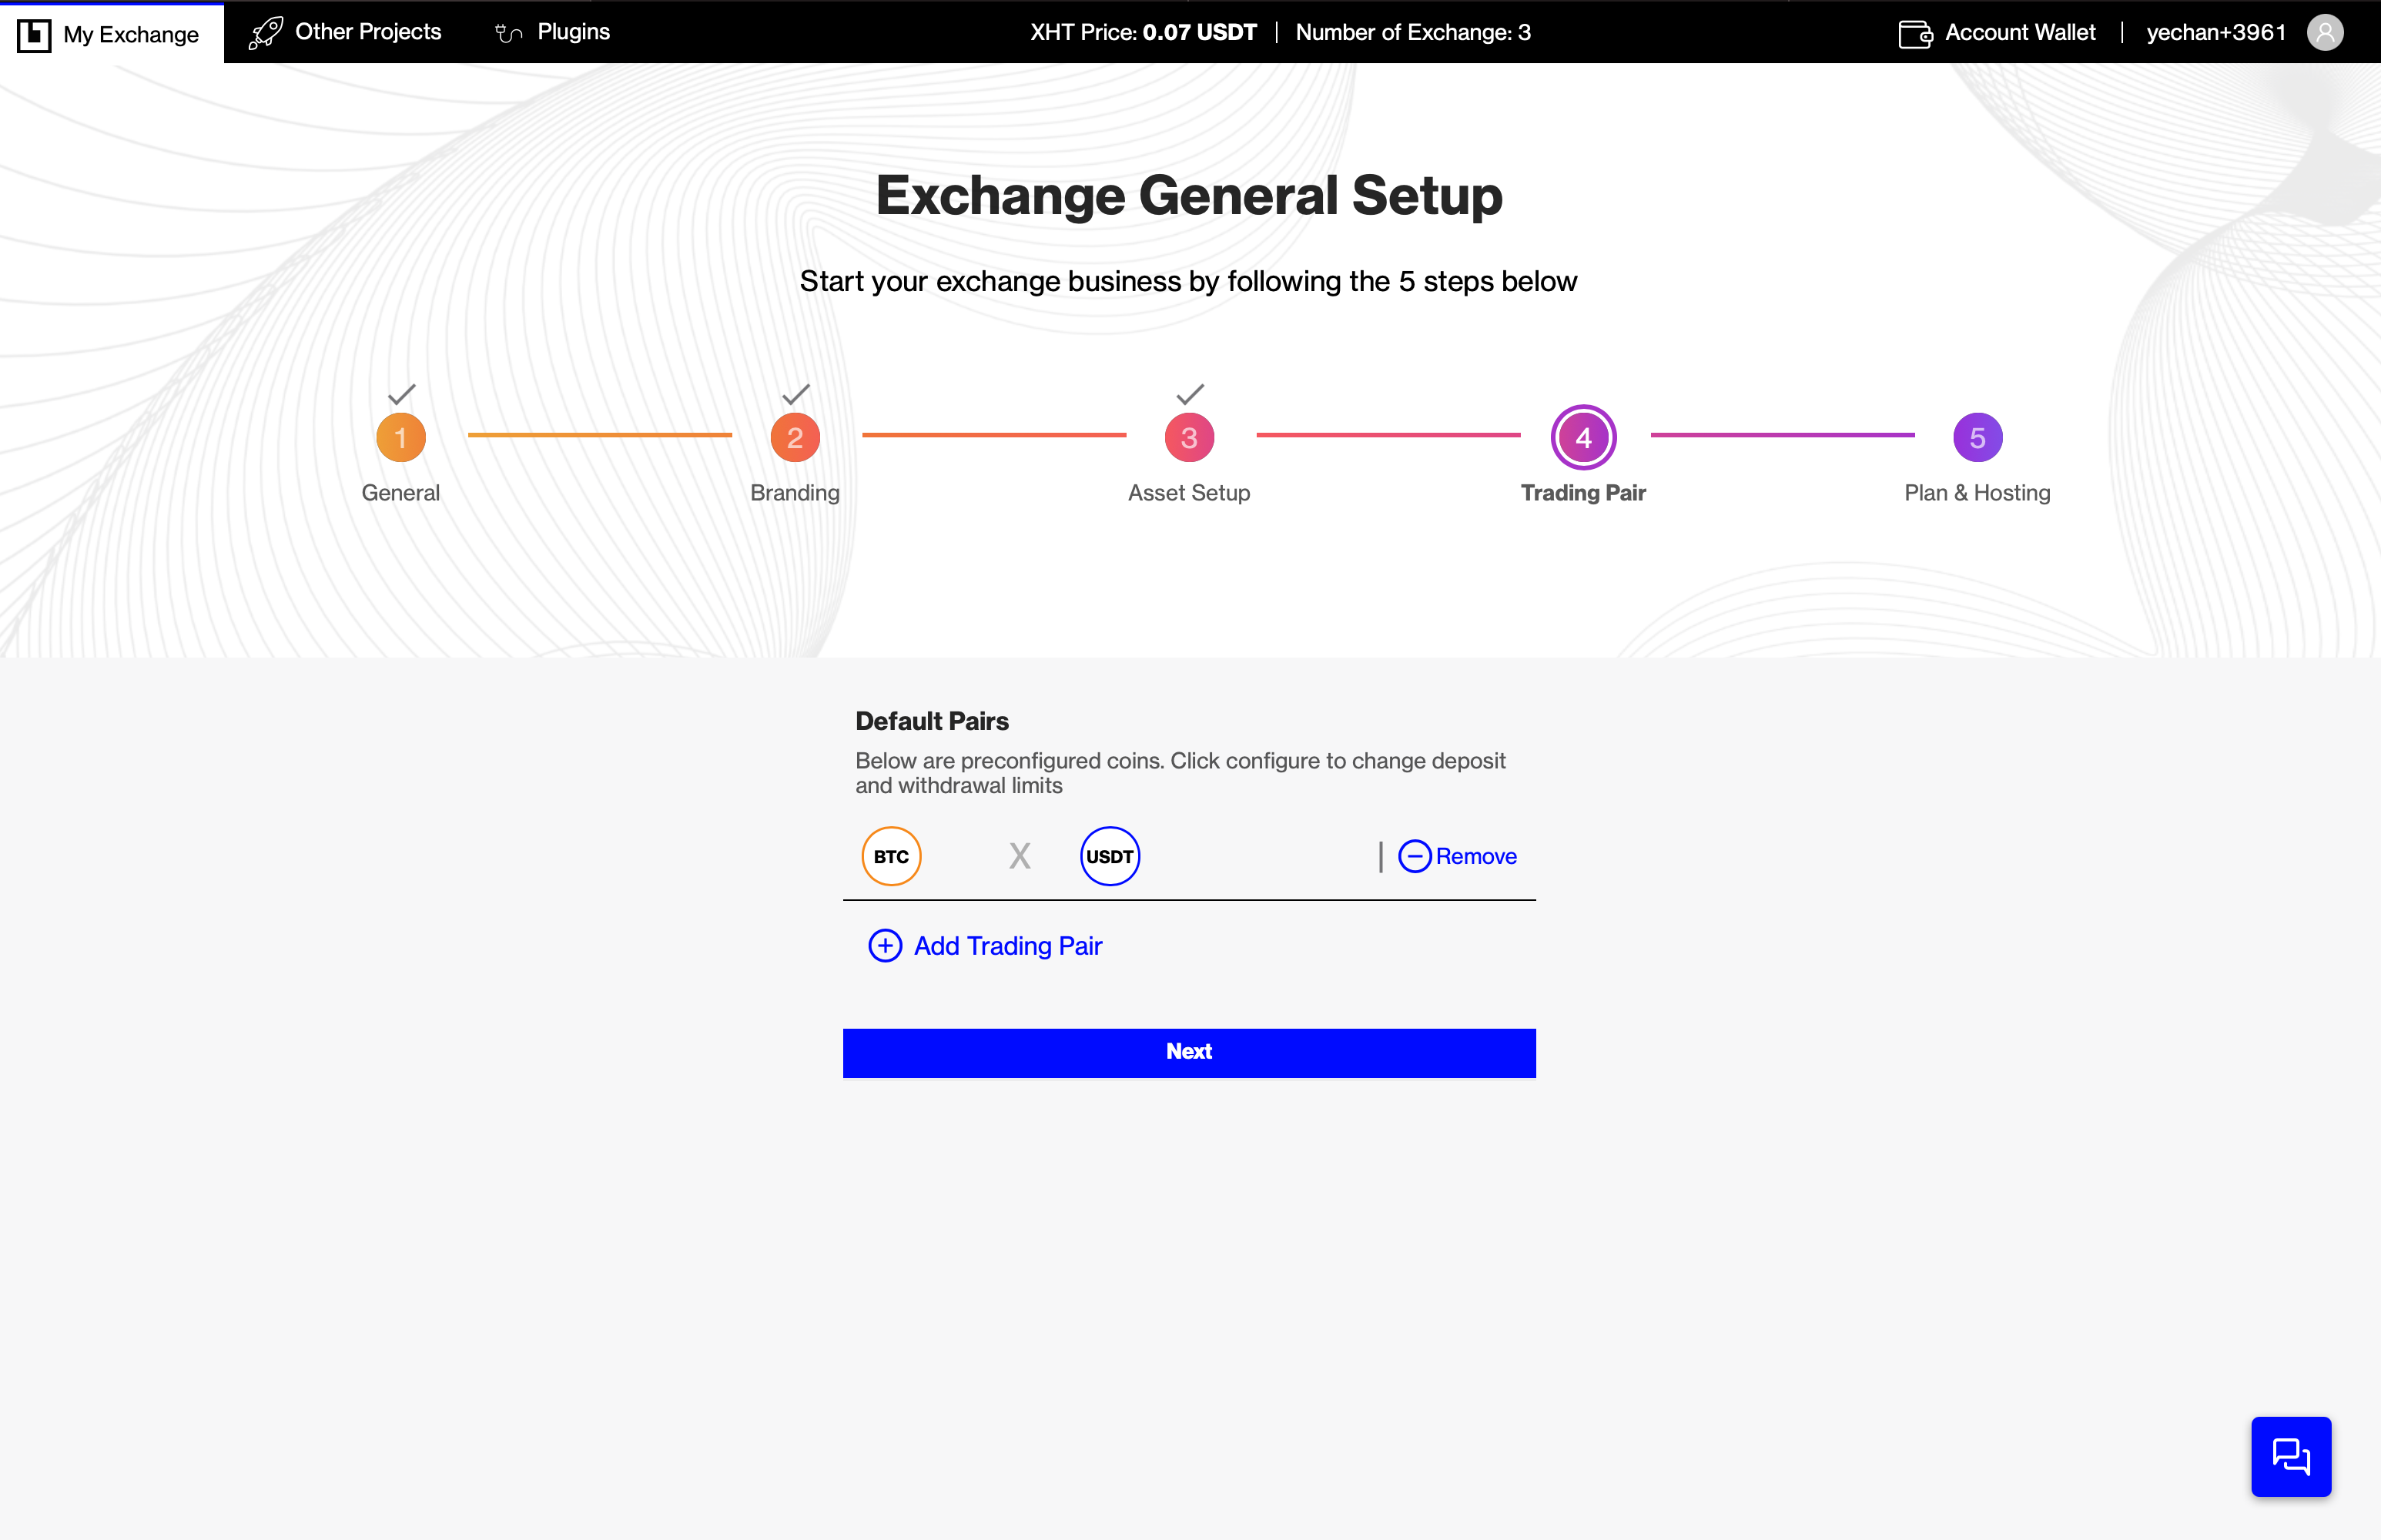 My Exchange
Other Projects
Plugins
XHT Price: 0.07 USDT | Number of Exchange: 3
Account Wallet | yechan+3961
Exchange General Setup
Start your exchange business by following the 5 steps below
1
2
3
4
5
General
Branding
Asset Setup
Trading Pair
Plan & Hosting
Default Pairs
Below are preconfigured coins. Click configure to change deposit
and withdrawal limits
BTC X USDT | Remove
Add Trading Pair
Next